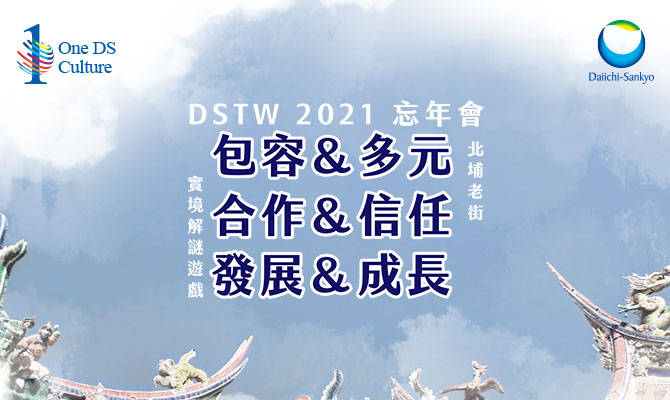 One DS
Culture
Daiichi-Sankyo
DSTW 2021 忘年會
包容&多元
合作&信任
發展&成長
北埔老街
實境解謎遊戲